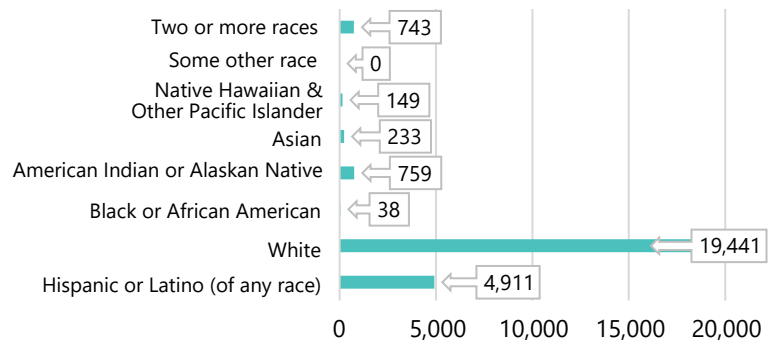 Two or more races
743
Some other race
0
Native Hawaiian &
Other Pacific Islander
149
Asian
233
American Indian or Alaskan Native
759
Black or African American
38
White
19,441
Hispanic or Latino (of any race)
4,911
0 5,000 10,000 15,000 20,000